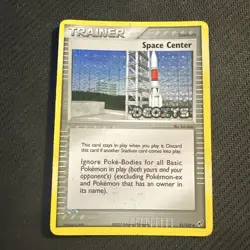 TRAINER
Space Center
DEOXYS
This card stays in play when you play it. Discard
this card if another Stadium card comes into play.
Ignore Poké-Bodies for all Basic
Pokémon in play (both yours and your
opponent's) (excluding Pokémon-ex
and Pokémon that has an owner in
its name).